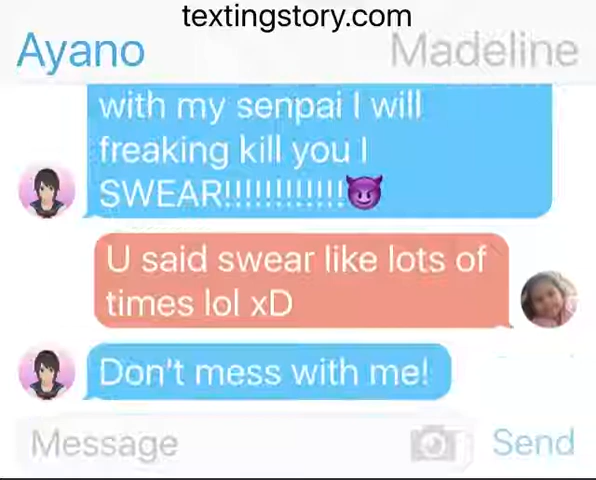 textingstory.com
Ayano Madeline
with my senpai I will
freaking kill you I
SWEAR!!!!!!!!!!!!!😈
U said swear like lots of
times lol xD
Don't mess with me!
Message Send